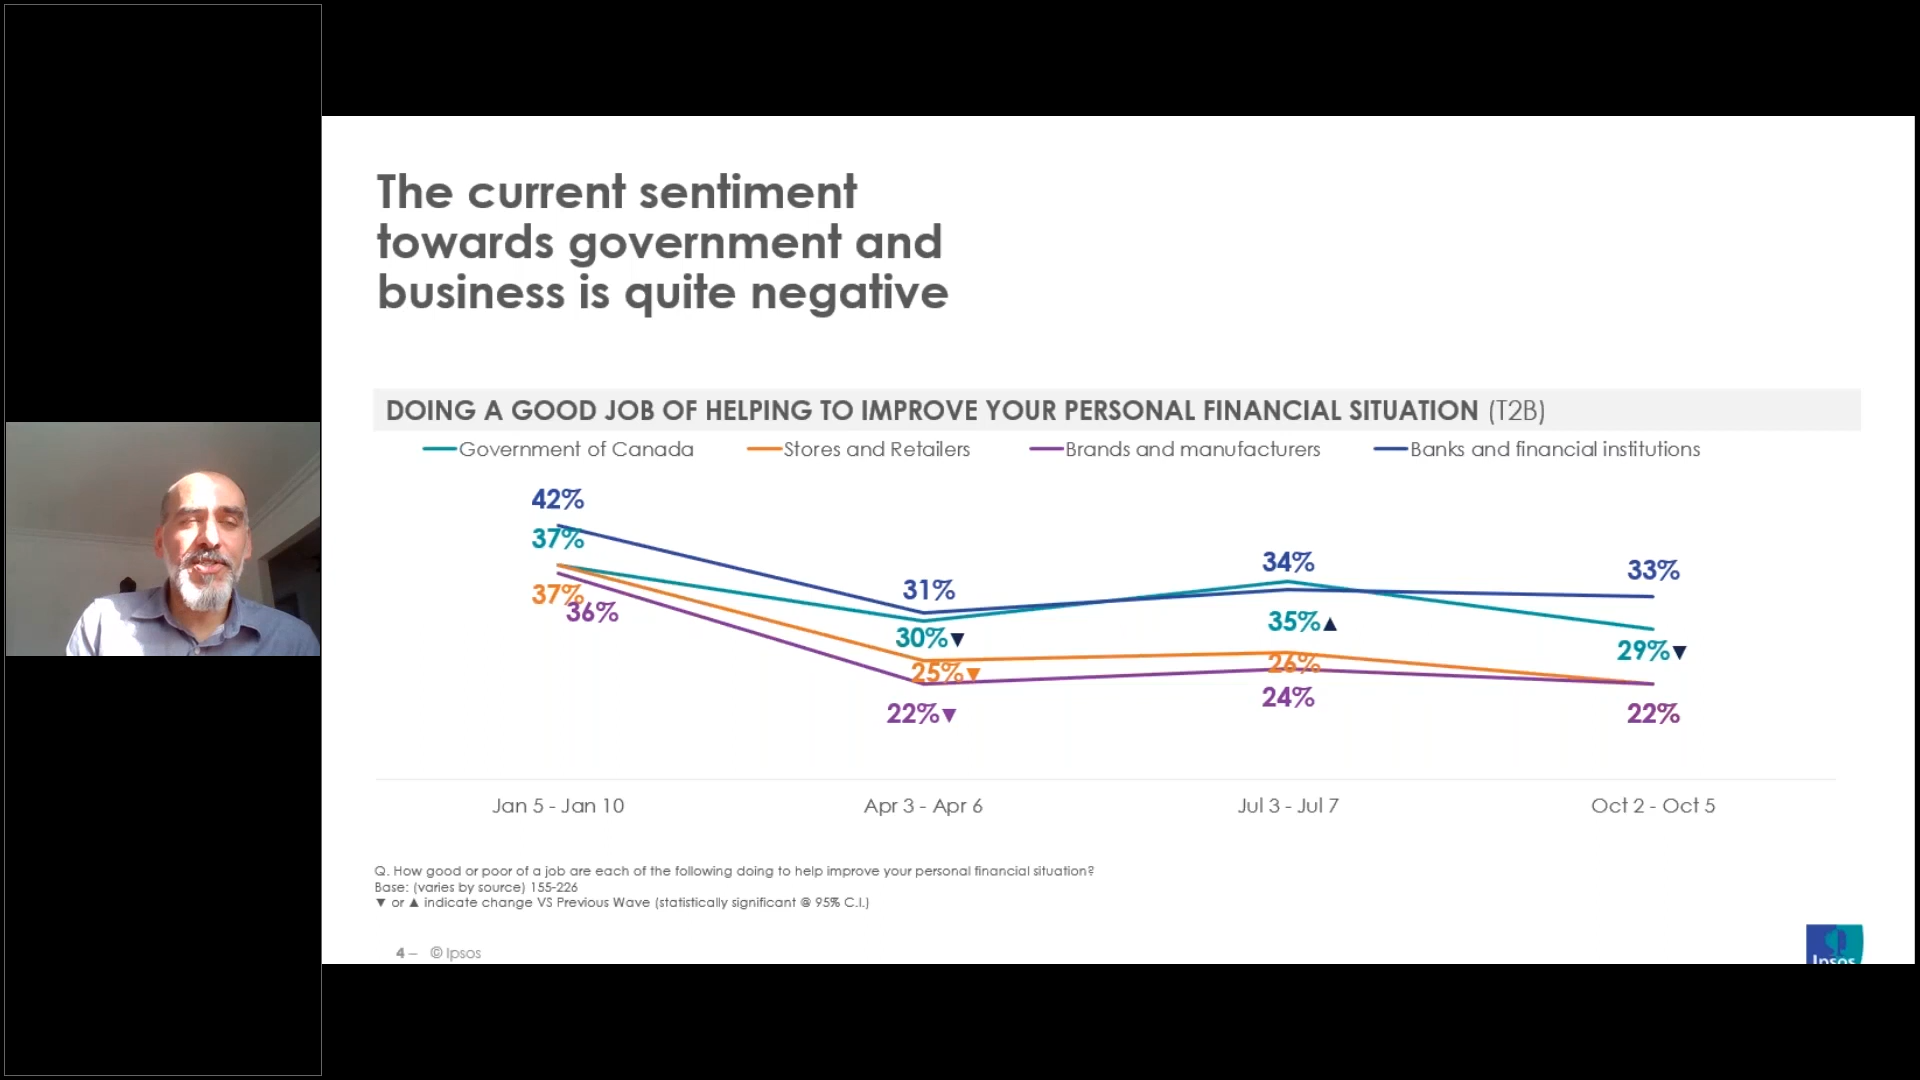 The current sentiment
towards government and
business is quite negative
DOING A GOOD JOB OF HELPING TO IMPROVE YOUR PERSONAL FINANCIAL SITUATION (T2B)
Government of Canada Stores and Retailers Brands and manufacturers Banks and financial institutions
42%
37%
37%
36%
31%
30%▼
25%▼
22%▼
34%
35%▲
26%
24%
33%
29%▼
22%
Jan 5 - Jan 10 Apr 3 - Apr 6 Jul 3 - Jul 7 Oct 2 - Oct 5
Q. How good or poor of a job are each of the following doing to help improve your personal financial situation?
Base: (varies by source) 155-226
▼ or ▲ indicate change VS Previous Wave (statistically significant @ 95% C.I.)
4 – © Ipsos
Ipsos